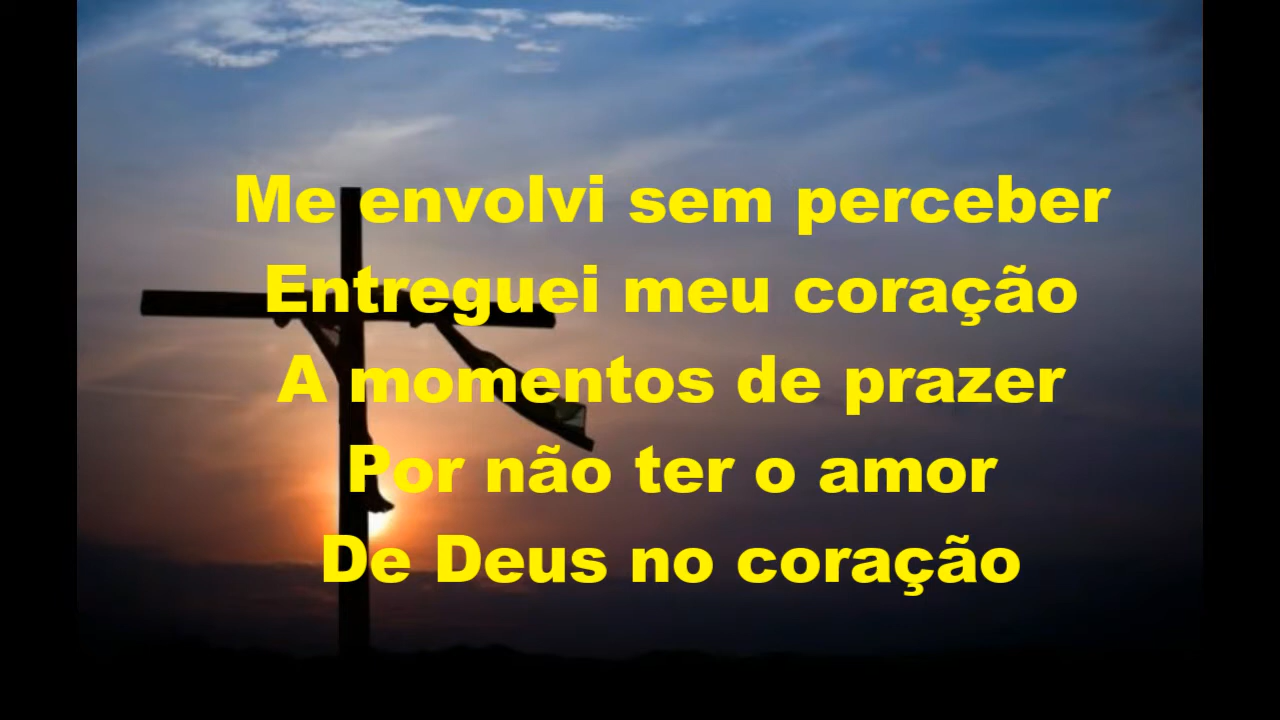 Me envolvi sem perceber
Entreguei meu coração
A momentos de prazer
Por não ter o amor
De Deus no coração